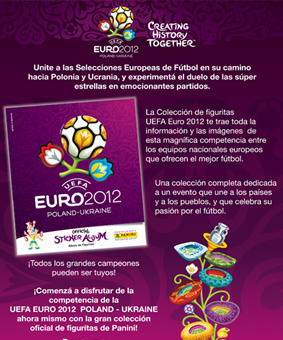 UEFA
EURO2012
POLAND-UKRAINE
CREATING
HISTORY
TOGETHER™
Unite a las Selecciones Europeas de Fútbol en su camino
hacia Polonia y Ucrania, y experimentá el duelo de las súper
estrellas en emocionantes partidos.
UEFA
EURO2012
POLAND-UKRAINE
OFFICIAL
STICKER ALBUM
Album de Figuritas
PANINI
La Colección de figuritas
UEFA Euro 2012 te trae toda la
información y las imágenes de
esta magnífica competencia entre
los equipos nacionales europeos
que ofrecen el mejor fútbol.
Una colección completa dedicada
a un evento que une a los países
y a los pueblos, y que celebra su
pasión por el fútbol.
¡Todos los grandes campeones
pueden ser tuyos!
¡Comenzá a disfrutar de la
competencia de la
UEFA EURO 2012 POLAND - UKRAINE
ahora mismo con la gran colección
oficial de figuritas de Panini!